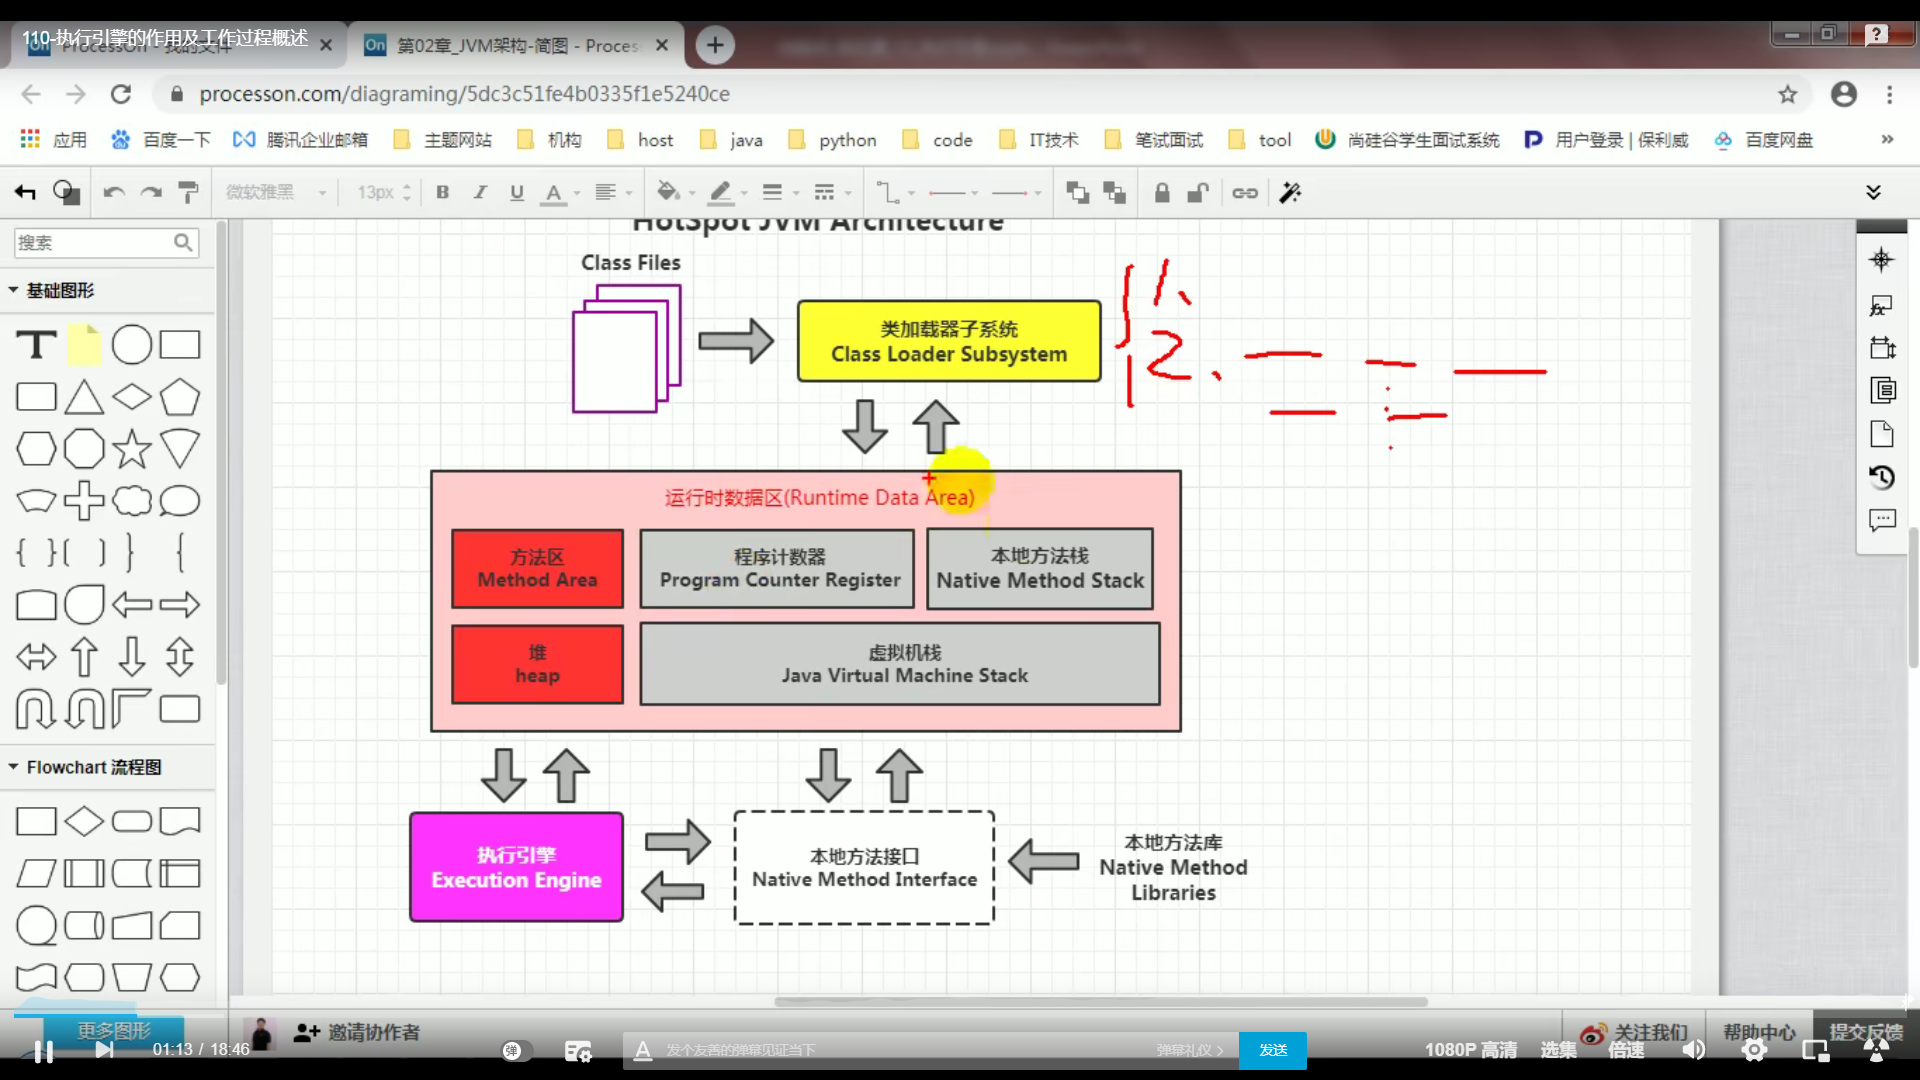 110-执行引擎的作用及工作过程概述
第02章_JVM架构-简图 - Proces
processon.com/diagraming/5dc3c51fe4b0335f1e5240ce
应用 百度一下 腾讯企业邮箱 主题网站 机构 host java python code IT技术 笔试面试 tool 尚硅谷学生面试系统 用户登录 | 保利威 百度网盘
微软雅黑 13px B I U A
搜索
基础图形
Flowchart 流程图
更多图形
HotSpot JVM Architecture
Class Files
类加载器子系统
Class Loader Subsystem
1、
2、
运行时数据区(Runtime Data Area)
方法区
Method Area
程序计数器
Program Counter Register
本地方法栈
Native Method Stack
堆
heap
虚拟机栈
Java Virtual Machine Stack
执行引擎
Execution Engine
本地方法接口
Native Method Interface
本地方法库
Native Method
Libraries
邀请协作者
关注我们 帮助中心 提交反馈
01:13 / 18:46
弹
发个友善的弹幕见证当下
弹幕礼仪
发送
1080P 高清 选集 倍速